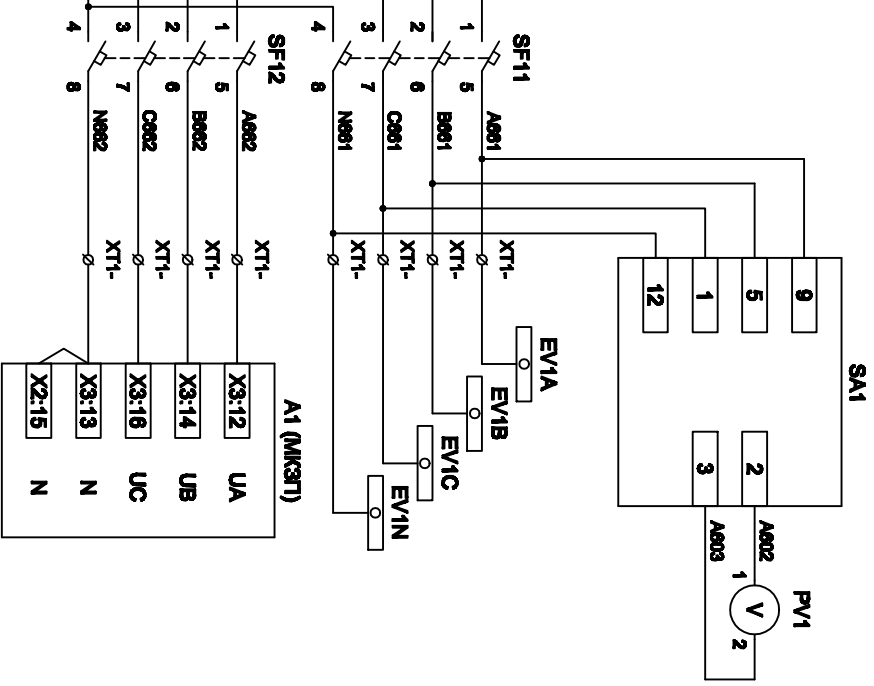 SA1
9
PV1
5 2 A602 1 V 2
1 3 A603
12
EV1A
SF11
XT1-
1 5 A661
EV1B
XT1-
2 6 B661
EV1C
XT1-
3 7 C661
EV1N
XT1-
4 8 N661
A1 (МКЗП)
SF12
XT1-
1 5 A662
X3:12 UA
XT1-
2 6 B662
X3:14 UB
XT1-
3 7 C662
X3:16 UC
XT1-
4 8 N662
X3:13 N
X2:15 N